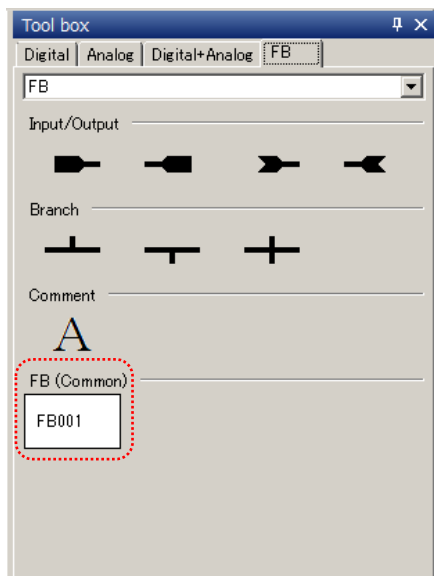 Tool box
Digital Analog Digital+Analog FB
FB
Input/Output
Branch
Comment
A
FB (Common)
FB001